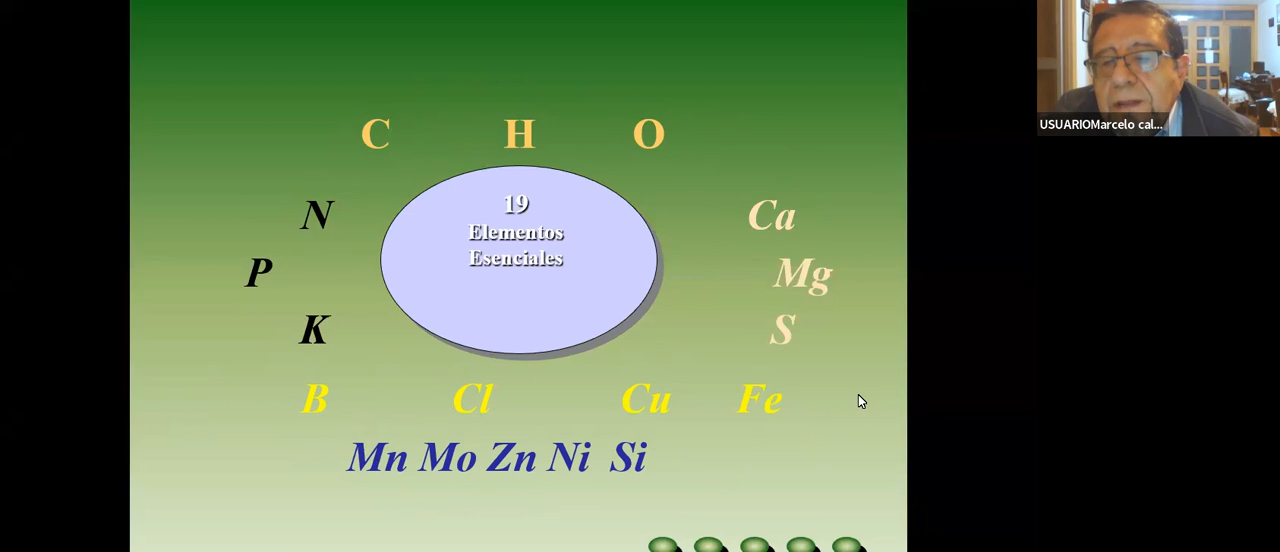 C H O
19
Elementos
Esenciales
N
P
K
Ca
Mg
S
B Cl Cu Fe
Mn Mo Zn Ni Si
USUARIOMarcelo cal...